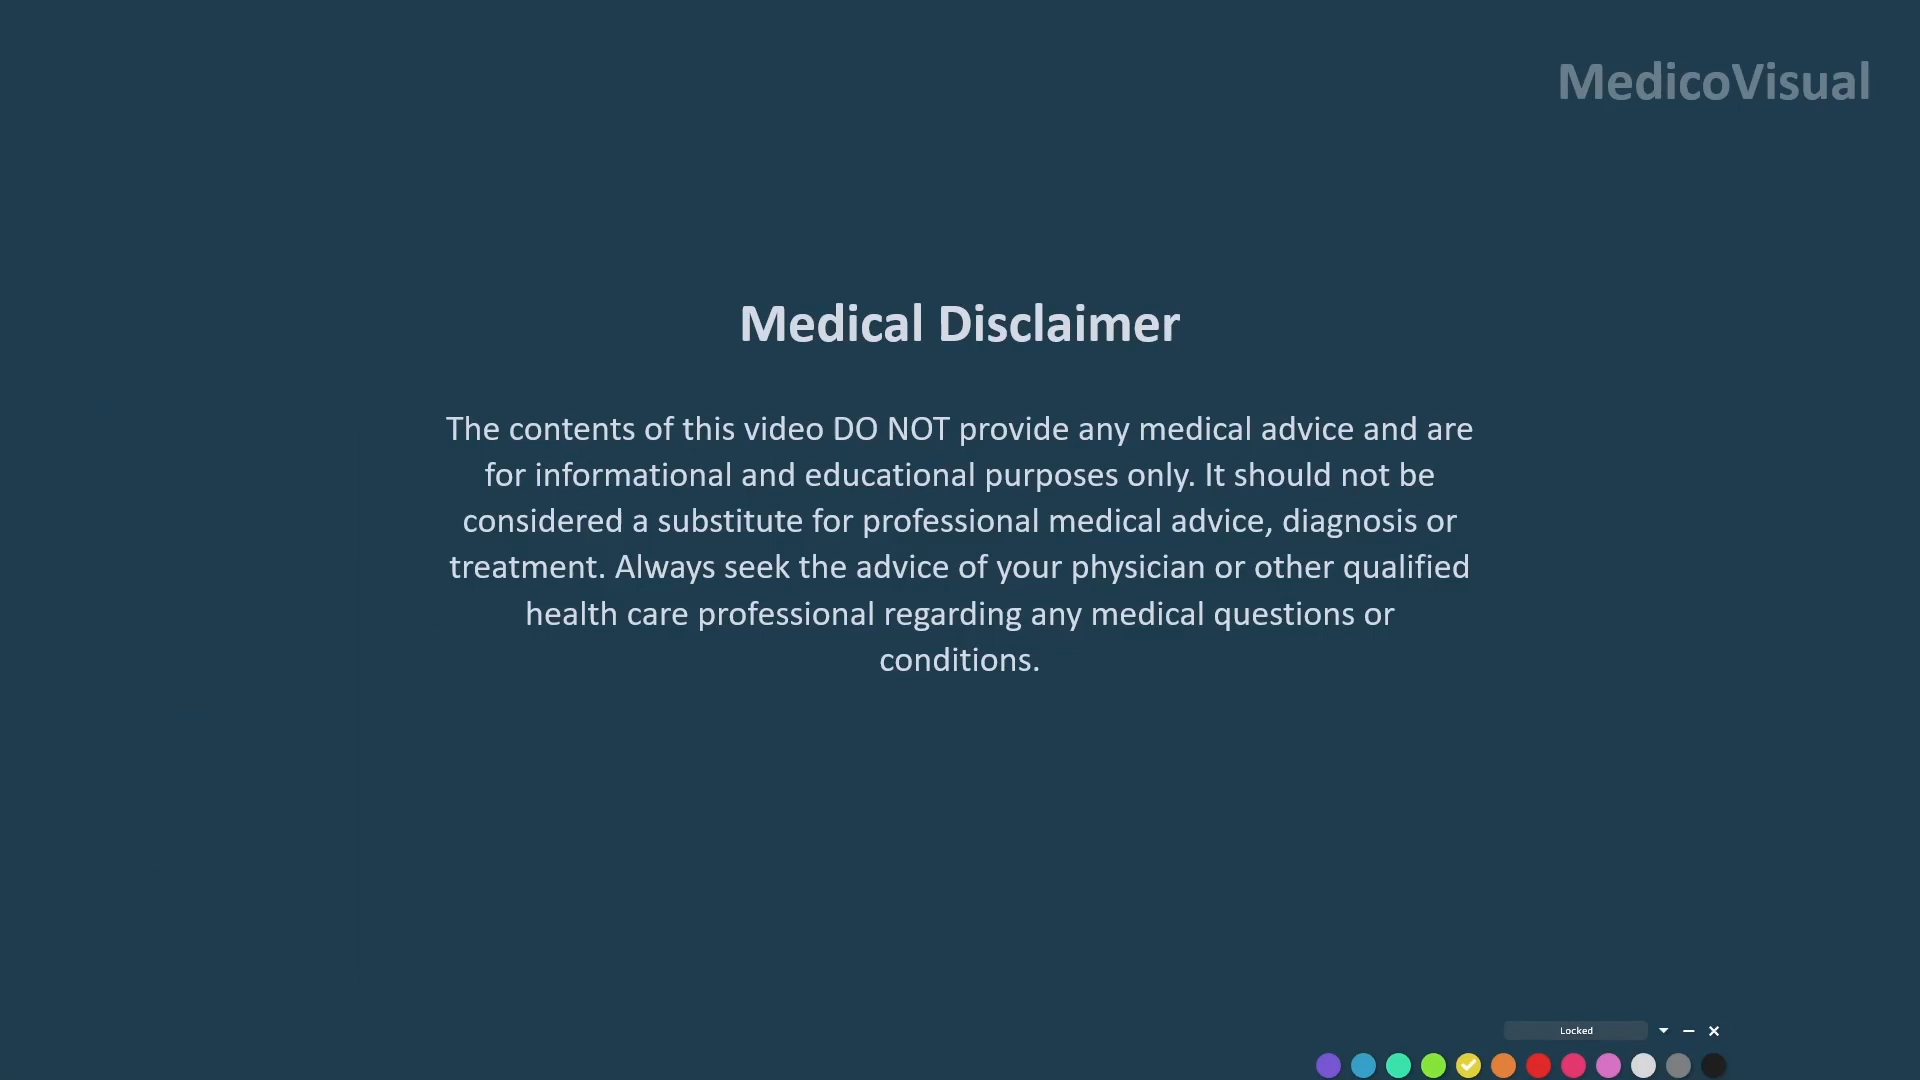 MedicoVisual
Medical Disclaimer
The contents of this video DO NOT provide any medical advice and are
for informational and educational purposes only. It should not be
considered a substitute for professional medical advice, diagnosis or
treatment. Always seek the advice of your physician or other qualified
health care professional regarding any medical questions or
conditions.
Locked